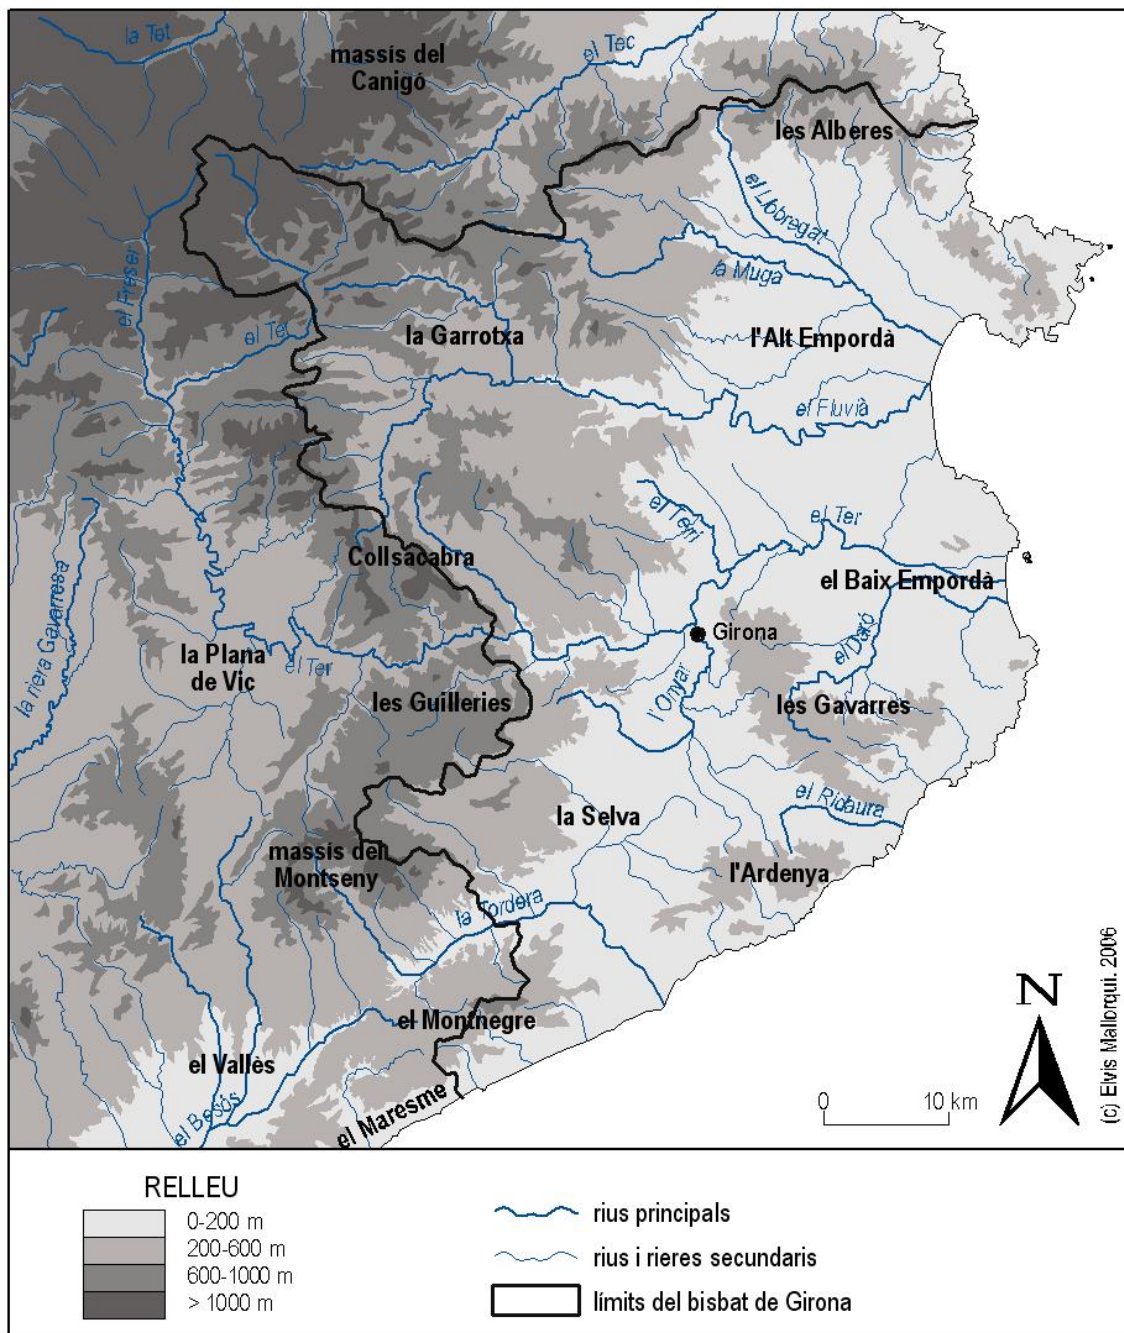 la Tet
massís del
Canigó
el Tec
les Alberes
el Llobregat
el Freser
la Muga
el Ter
la Garrotxa
l'Alt Empordà
el Fluvià
el Terri
el Ter
Collsacabra
el Baix Empordà
la riera Gavarresa
Girona
el Daró
la Plana
de Vic
el Ter
les Guilleries
l'Onyar
les Gavarres
el Ridaura
la Selva
massís del
Montseny
l'Ardenya
la Tordera
el Montnegre
el Vallès
el Besós
el Maresme
N
0 10 km
(c) Elvis Mallorquí. 2006
RELLEU
0-200 m
200-600 m
600-1000 m
> 1000 m
rius principals
rius i rieres secundaris
límits del bisbat de Girona